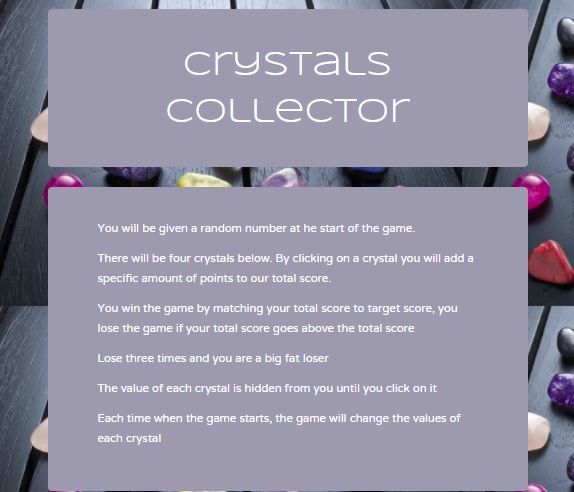 crystals
collector
You will be given a random number at he start of the game.
There will be four crystals below. By clicking on a crystal you will add a
specific amount of points to our total score.
You win the game by matching your total score to target score, you
lose the game if your total score goes above the total score
Lose three times and you are a big fat loser
The value of each crystal is hidden from you until you click on it
Each time when the game starts, the game will change the values of
each crystal